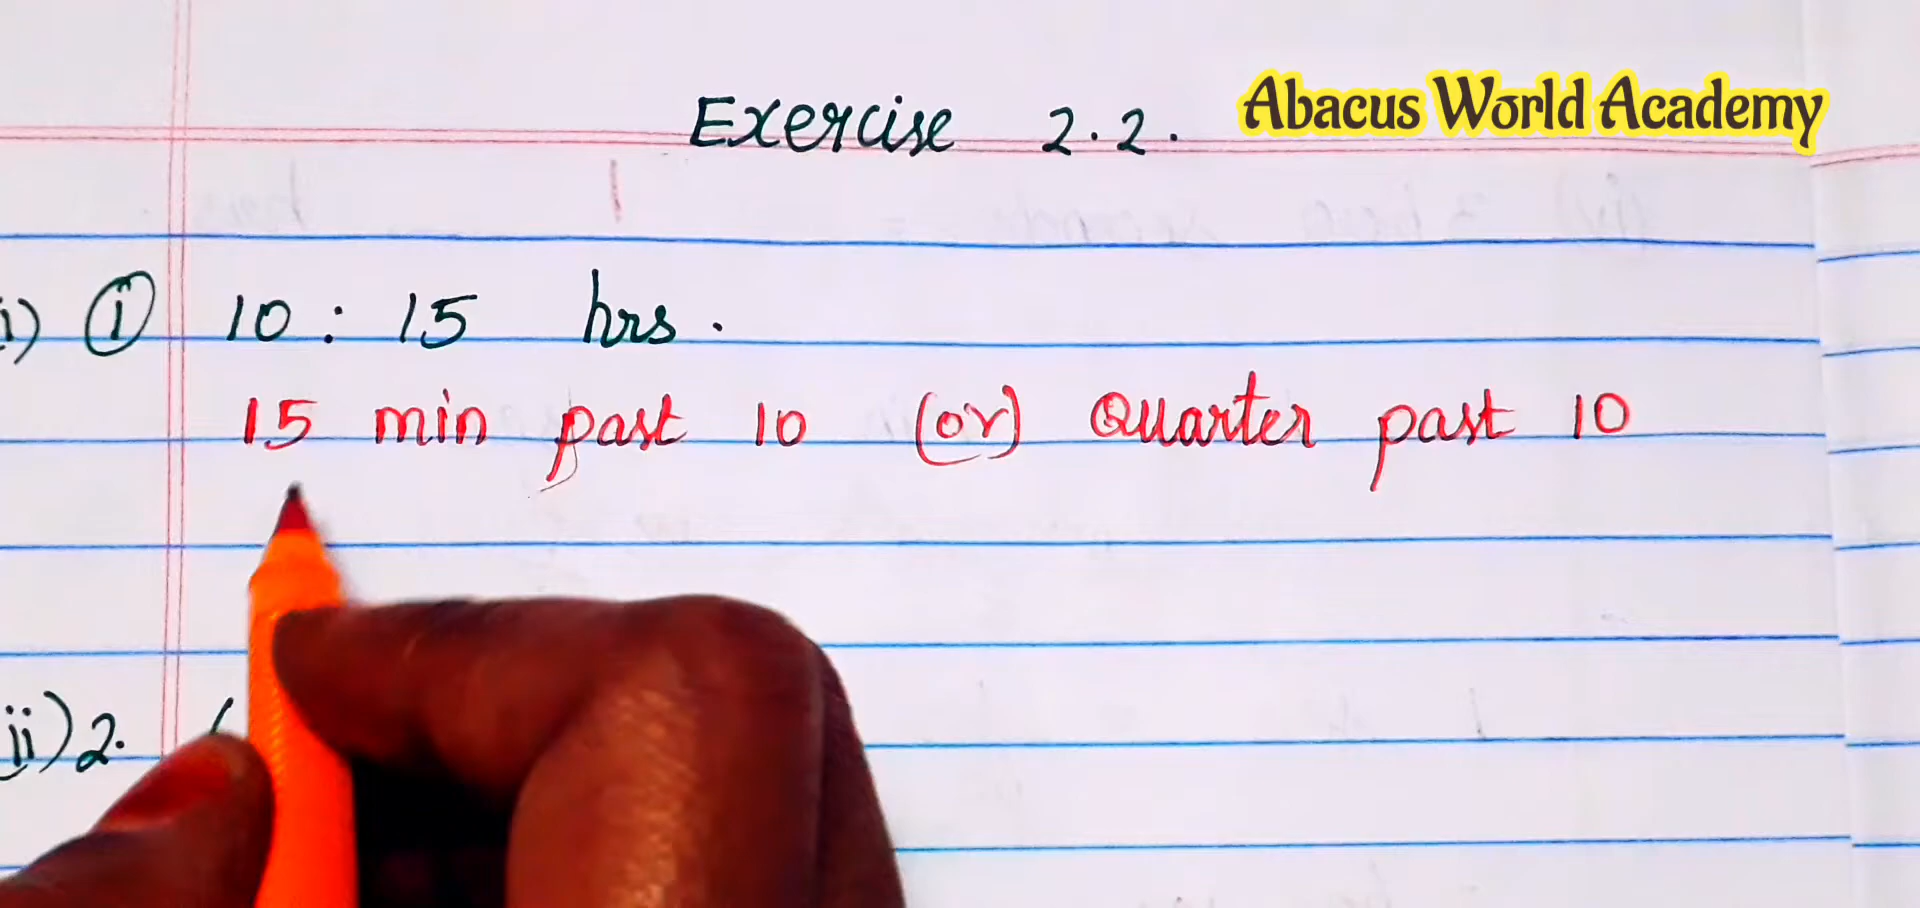 Exercise 2.2.
Abacus World Academy
i) ⓘ 10 : 15 hrs.
15 min past 10 (or) Quarter past 10
ii) 2.